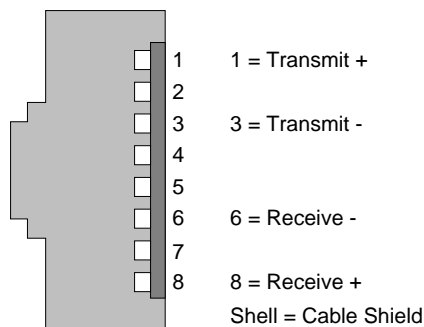 1 1 = Transmit +
2
3 3 = Transmit -
4
5
6 6 = Receive -
7
8 8 = Receive +
Shell = Cable Shield